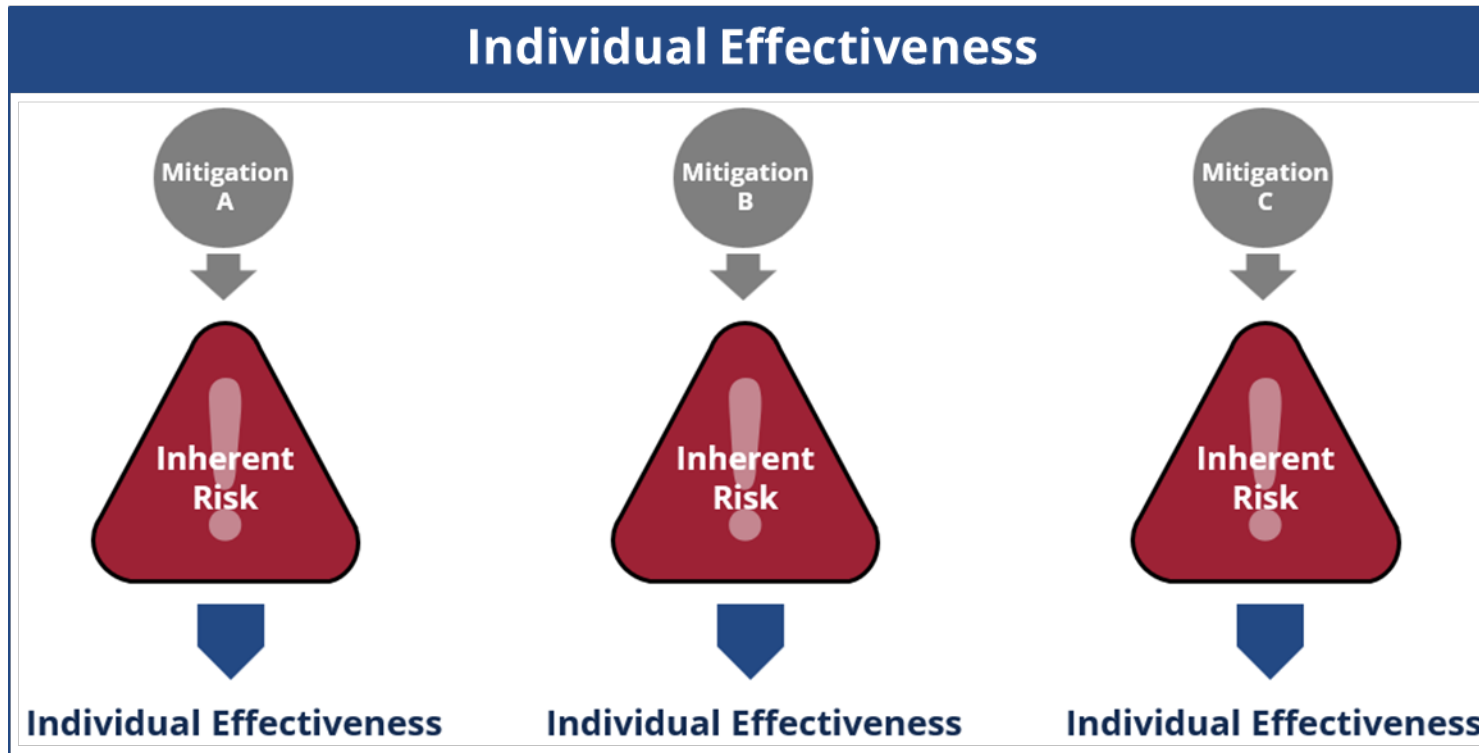 Individual Effectiveness
Mitigation
A
Mitigation
B
Mitigation
C
Inherent
Risk
Inherent
Risk
Inherent
Risk
Individual Effectiveness
Individual Effectiveness
Individual Effectiveness